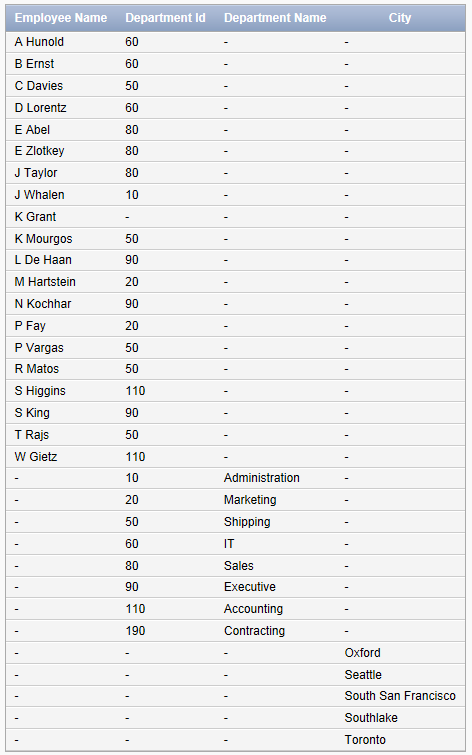 Employee Name Department Id Department Name City
A Hunold 60 - -
B Ernst 60 - -
C Davies 50 - -
D Lorentz 60 - -
E Abel 80 - -
E Zlotkey 80 - -
J Taylor 80 - -
J Whalen 10 - -
K Grant - - -
K Mourgos 50 - -
L De Haan 90 - -
M Hartstein 20 - -
N Kochhar 90 - -
P Fay 20 - -
P Vargas 50 - -
R Matos 50 - -
S Higgins 110 - -
S King 90 - -
T Rajs 50 - -
W Gietz 110 - -
- 10 Administration -
- 20 Marketing -
- 50 Shipping -
- 60 IT -
- 80 Sales -
- 90 Executive -
- 110 Accounting -
- 190 Contracting -
- - - Oxford
- - - Seattle
- - - South San Francisco
- - - Southlake
- - - Toronto